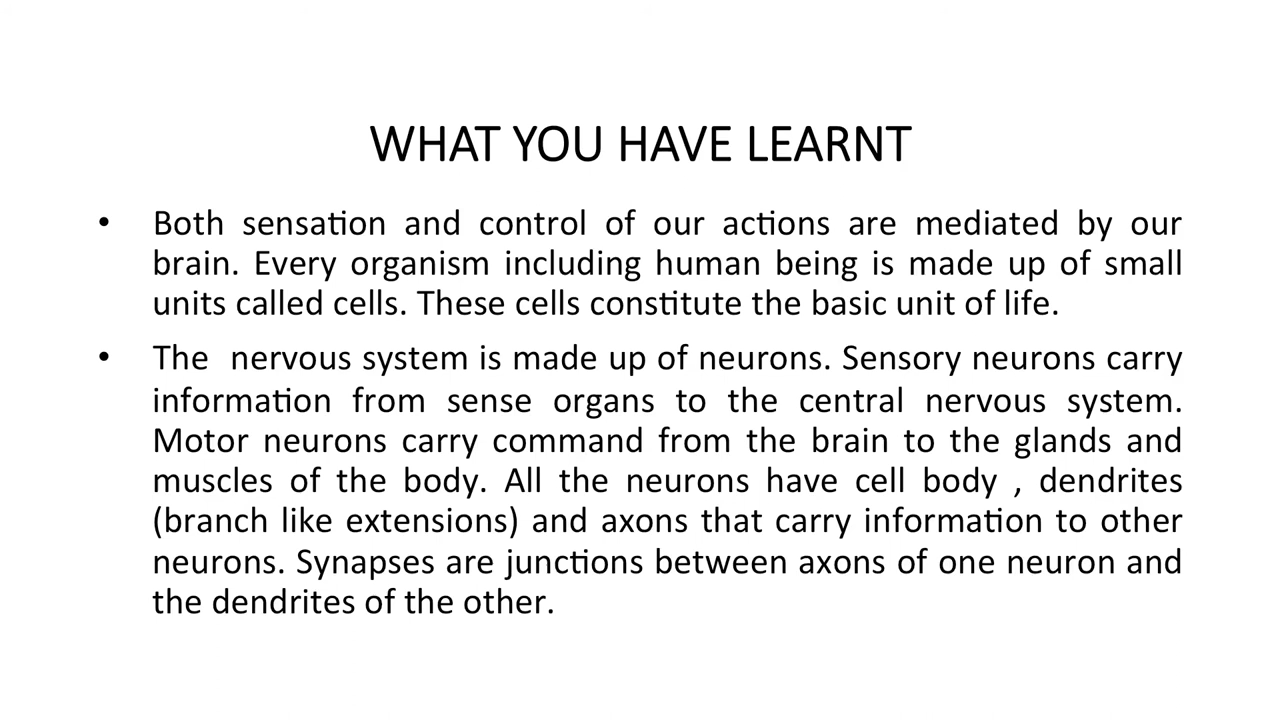 WHAT YOU HAVE LEARNT
• Both sensation and control of our actions are mediated by our
brain. Every organism including human being is made up of small
units called cells. These cells constitute the basic unit of life.
• The  nervous system is made up of neurons. Sensory neurons carry
information from sense organs to the central nervous system.
Motor neurons carry command from the brain to the glands and
muscles of the body. All the neurons have cell body , dendrites
(branch like extensions) and axons that carry information to other
neurons. Synapses are junctions between axons of one neuron and
the dendrites of the other.